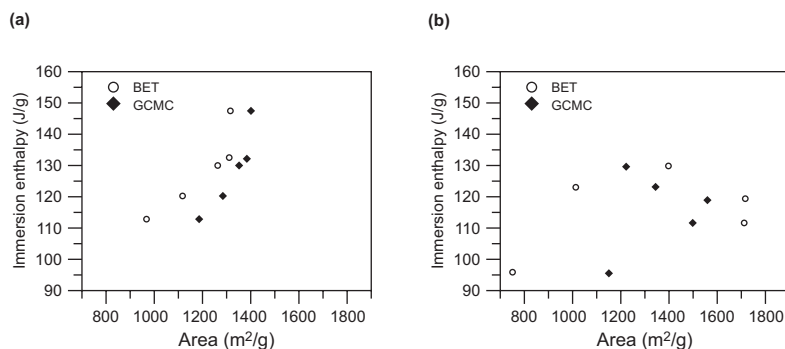 (a)
Immersion enthalpy (J/g)
160
150
140
130
120
110
100
90
BET
GCMC
800 1000 1200 1400 1600 1800
Area (m²/g)
(b)
Immersion enthalpy (J/g)
160
150
140
130
120
110
100
90
BET
GCMC
800 1000 1200 1400 1600 1800
Area (m²/g)